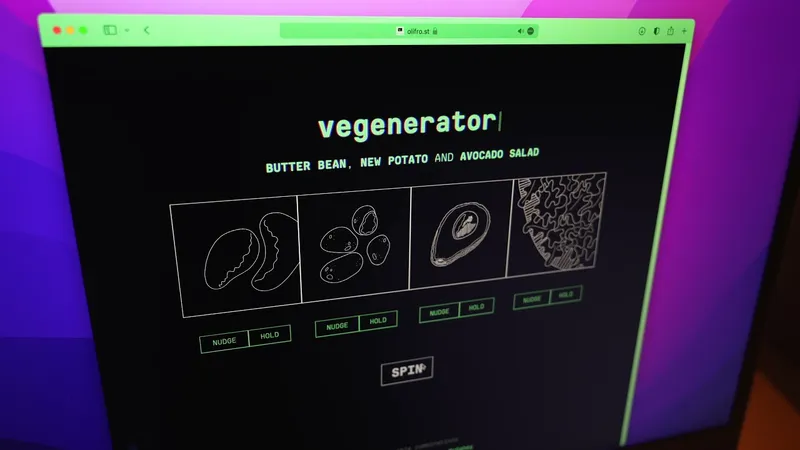 olifro.st
vegenerator
BUTTER BEAN, NEW POTATO AND AVOCADO SALAD
NUDGE HOLD NUDGE HOLD NUDGE HOLD NUDGE HOLD
SPIN